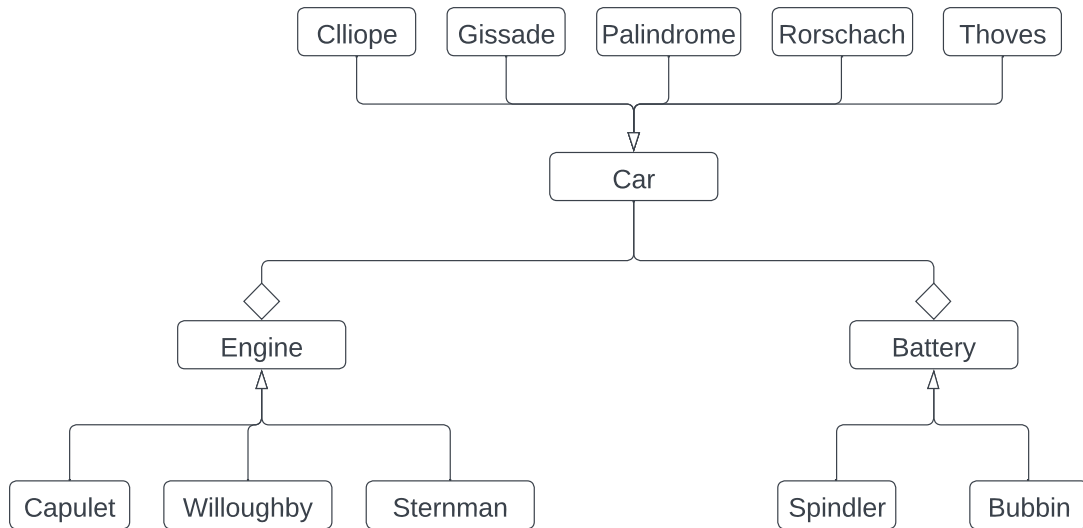 Clliope
Gissade
Palindrome
Rorschach
Thoves
Car
Engine
Battery
Capulet
Willoughby
Sternman
Spindler
Bubbin